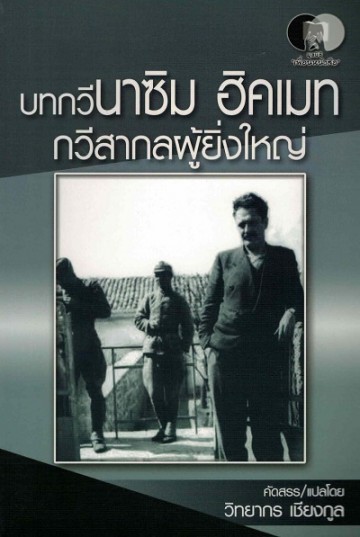 บทกวีนาซิม ฮิคเมท
กวีสากลผู้ยิ่งใหญ่
คัดสรร/แปลโดย
วิทยากร เชียงกูล